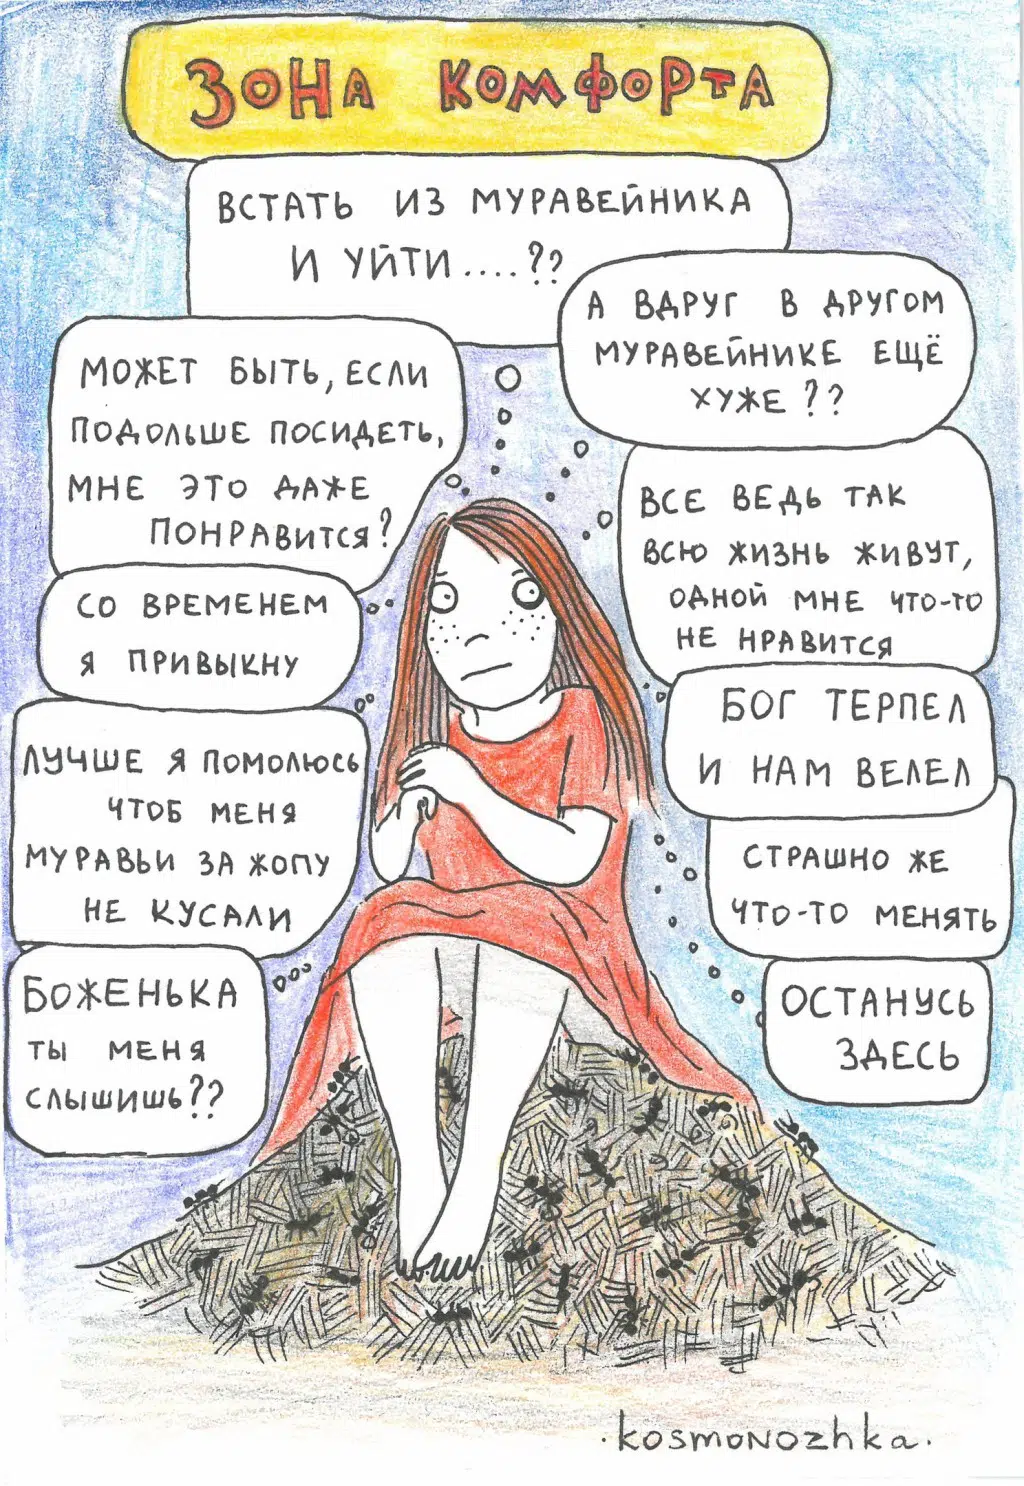 ЗОНА КОМФОРТА
ВСТАТЬ ИЗ МУРАВЕЙНИКА
И УЙТИ....??
А ВДРУГ В ДРУГОМ
МУРАВЕЙНИКЕ ЕЩЁ
ХУЖЕ??
МОЖЕТ БЫТЬ, ЕСЛИ
ПОДОЛЬШЕ ПОСИДЕТЬ,
МНЕ ЭТО ДАЖЕ
ПОНРАВИТСЯ?
ВСЕ ВЕДЬ ТАК
ВСЮ ЖИЗНЬ ЖИВУТ,
ОДНОЙ МНЕ ЧТО-ТО
НЕ НРАВИТСЯ
СО ВРЕМЕНЕМ
Я ПРИВЫКНУ
БОГ ТЕРПЕЛ
И НАМ ВЕЛЕЛ
ЛУЧШЕ Я ПОМОЛЮСЬ
ЧТОБ МЕНЯ
МУРАВЬИ ЗА ЖОПУ
НЕ КУСАЛИ
СТРАШНО ЖЕ
ЧТО-ТО МЕНЯТЬ
БОЖЕНЬКА
ТЫ МЕНЯ
СЛЫШИШЬ??
ОСТАНУСЬ
ЗДЕСЬ
.kosmonozhka.